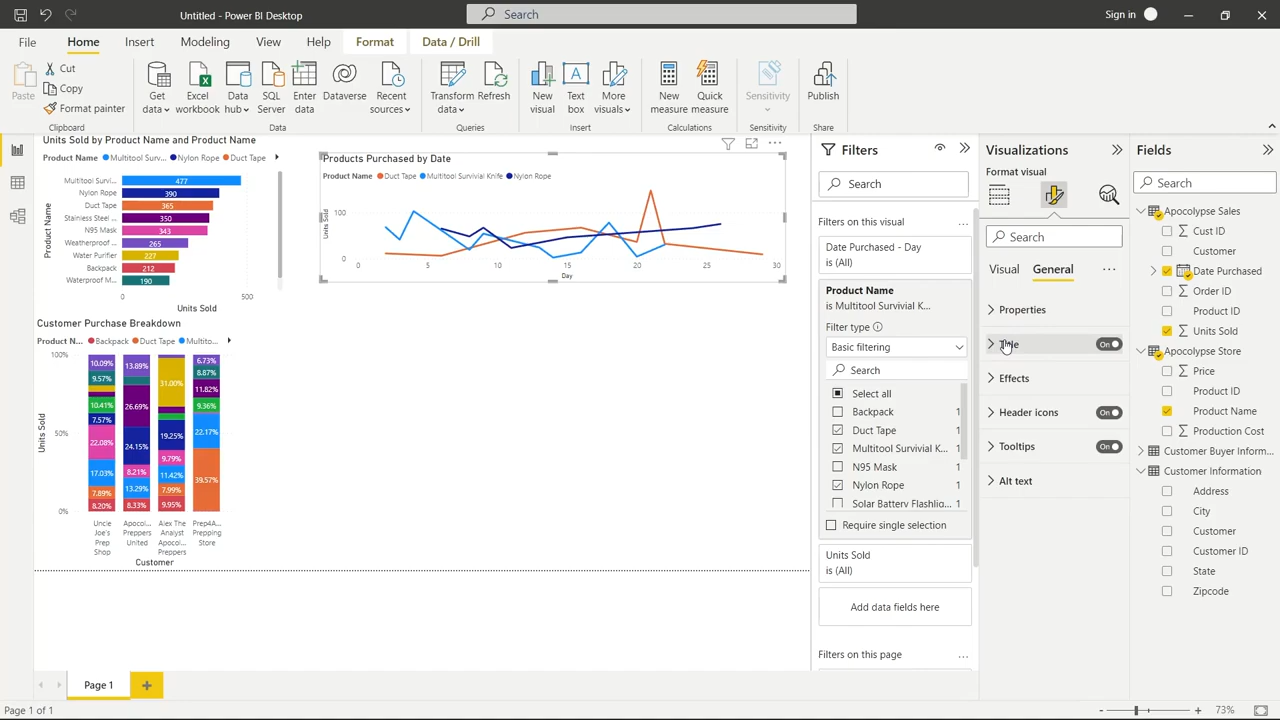 Untitled - Power BI Desktop
Search
Sign in
File
Home
Insert
Modeling
View
Help
Format
Data / Drill
Paste
Cut
Copy
Format painter
Clipboard
Get data
Excel workbook
Data hub
SQL Server
Enter data
Dataverse
Recent sources
Data
Transform data
Refresh
Queries
New visual
Text box
More visuals
Insert
New measure
Quick measure
Calculations
Sensitivity
Sensitivity
Publish
Share
Units Sold by Product Name and Product Name
Product Name Multitool Surv... Nylon Rope Duct Tape
Product Name
Multitool Survi... 477
Nylon Rope 390
Duct Tape 365
Stainless Steel ... 350
N95 Mask 343
Weatherproof ... 265
Water Purifier 227
Backpack 212
Waterproof M... 190
0 500
Units Sold
Products Purchased by Date
Product Name Duct Tape Multitool Survivial Knife Nylon Rope
Units Sold
100
0
0 5 10 15 20 25 30
Day
Customer Purchase Breakdown
Product N... Backpack Duct Tape Multito...
Units Sold
100%
50%
0%
10.09%
9.57%
10.41%
7.57%
22.08%
17.03%
7.89%
8.20%
13.89%
26.69%
24.15%
8.21%
13.29%
8.33%
31.00%
19.25%
9.79%
11.42%
7.99%
9.95%
6.73%
8.87%
11.82%
9.36%
22.17%
39.57%
Uncle Joe's Prep Shop
Apocol... Preppers United
Alex The Analyst Apocol... Preppers
Prep4A... Prepping Store
Customer
Filters
Search
Filters on this visual ...
Date Purchased - Day
is (All)
Product Name
is Multitool Survivial K...
Filter type
Basic filtering
Search
Select all
Backpack 1
Duct Tape 1
Multitool Survivial K... 1
N95 Mask 1
Nylon Rope 1
Solar Battery Flashlig... 1
Require single selection
Units Sold
is (All)
Add data fields here
Filters on this page ...
Visualizations
Format visual
Search
Visual
General
...
Properties
Title On
Effects
Header icons On
Tooltips On
Alt text
Fields
Search
Apocolypse Sales
Cust ID
Customer
Date Purchased
Order ID
Product ID
Units Sold
Apocolypse Store
Price
Product ID
Product Name
Production Cost
Customer Buyer Inform...
Customer Information
Address
City
Customer
Customer ID
State
Zipcode
Page 1
Page 1 of 1
73%